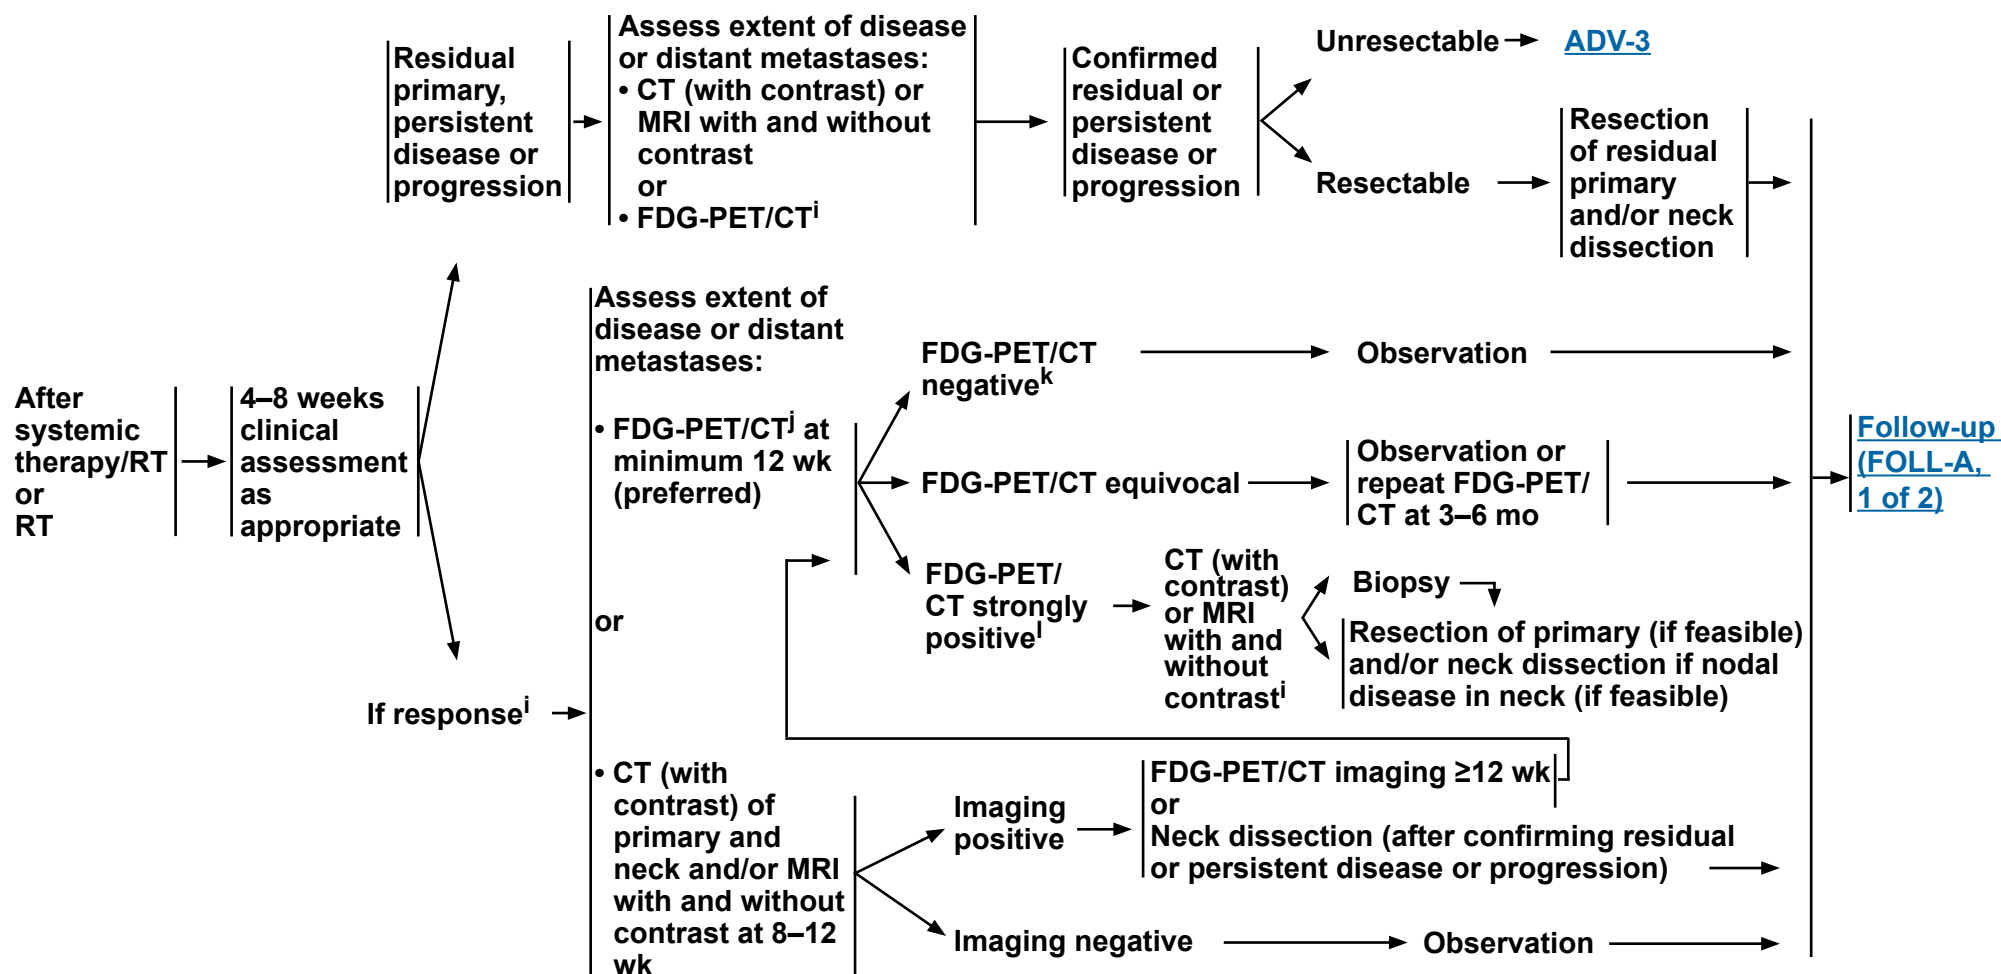 After
systemic
therapy/RT
or
RT
4–8 weeks
clinical
assessment
as
appropriate
Residual
primary,
persistent
disease or
progression
Assess extent of disease
or distant metastases:
• CT (with contrast) or
MRI with and without
contrast
or
• FDG-PET/CTj
Confirmed
residual or
persistent
disease or
progression
Unresectable
ADV-3
Resectable
Resection
of residual
primary
and/or neck
dissection
If responsei
Assess extent of
disease or distant
metastases:
• FDG-PET/CTj at
minimum 12 wk
(preferred)
or
• CT (with
contrast) of
primary and
neck and/or MRI
with and without
contrast at 8–12
wk
FDG-PET/CT
negativek
Observation
FDG-PET/CT equivocal
Observation or
repeat FDG-PET/
CT at 3–6 mo
FDG-PET/
CT strongly
positivel
CT (with
contrast)
or MRI
with and
without
contrasti
Biopsy
Resection of primary (if feasible)
and/or neck dissection if nodal
disease in neck (if feasible)
Imaging
positive
FDG-PET/CT imaging ≥12 wk
or
Neck dissection (after confirming residual
or persistent disease or progression)
Imaging negative
Observation
Follow-up
(FOLL-A,
1 of 2)